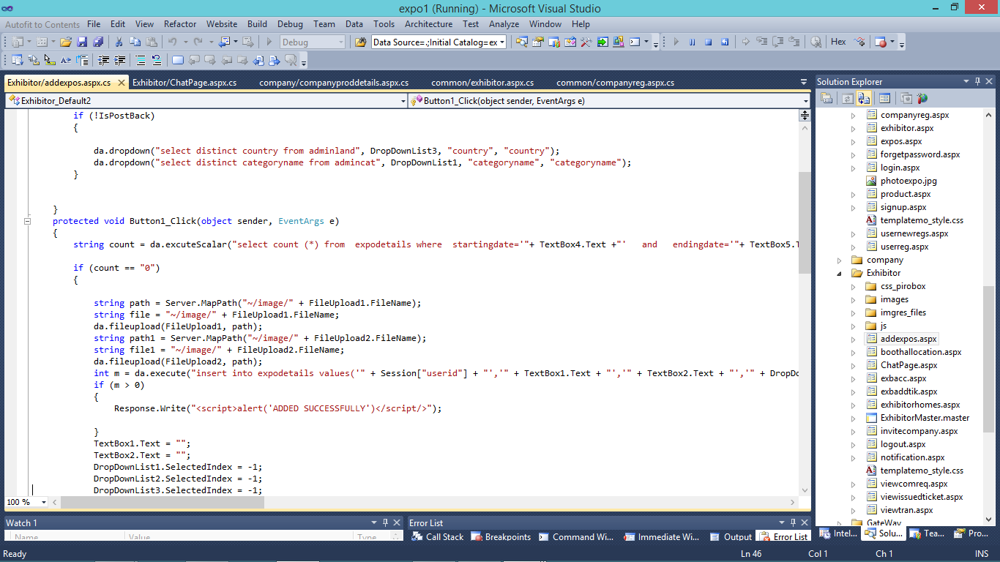 expo1 (Running) - Microsoft Visual Studio
Autofit to Contents File Edit View Refactor Website Build Debug Team Data Tools Architecture Test Analyze Window Help
Debug Data Source=.;Initial Catalog=ex Hex
Exhibitor/addexpos.aspx.cs Exhibitor/ChatPage.aspx.cs company/companyproddetails.aspx.cs common/exhibitor.aspx.cs common/companyreg.aspx.cs
Exhibitor_Default2 Button1_Click(object sender, EventArgs e)
if (!IsPostBack)
{
da.dropdown("select distinct country from adminland", DropDownList3, "country", "country");
da.dropdown("select distinct categoryname from admincat", DropDownList1, "categoryname", "categoryname");
}
}
protected void Button1_Click(object sender, EventArgs e)
{
string count = da.excuteScalar("select count (*) from  expodetails where  startingdate='"+ TextBox4.Text +"'   and   endingdate='"+ TextBox5.T
if (count == "0")
{
string path = Server.MapPath("~/image/" + FileUpload1.FileName);
string file = "~/image/" + FileUpload1.FileName;
da.fileupload(FileUpload1, path);
string path1 = Server.MapPath("~/image/" + FileUpload2.FileName);
string file1 = "~/image/" + FileUpload2.FileName;
da.fileupload(FileUpload2, path);
int m = da.execute("insert into expodetails values('" + Session["userid"] + "','" + TextBox1.Text + "','" + TextBox2.Text + "','" + DropDo
if (m > 0)
{
Response.Write("<script>alert('ADDED SUCCESSFULLY')</script/>");
}
TextBox1.Text = "";
TextBox2.Text = "";
DropDownList1.SelectedIndex = -1;
DropDownList2.SelectedIndex = -1;
DropDownList3.SelectedIndex = -1;
100 %
Solution Explorer
companyreg.aspx
exhibitor.aspx
expos.aspx
forgetpassword.aspx
login.aspx
photoexpo.jpg
product.aspx
signup.aspx
templatemo_style.css
usernewregs.aspx
userreg.aspx
company
Exhibitor
css_pirobox
images
imgres_files
js
addexpos.aspx
boothallocation.aspx
ChatPage.aspx
exbacc.aspx
exbaddtik.aspx
exhibitorhomes.aspx
ExhibitorMaster.master
invitecompany.aspx
logout.aspx
notification.aspx
templatemo_style.css
viewcomreq.aspx
viewissuedticket.aspx
viewtran.aspx
GateWay
Watch 1 Error List
Name Value Type
Call Stack Breakpoints Command Wi... Immediate Wi... Output Error List
Intel... Solu... Tea... Pro...
Ready Ln 46 Col 1 Ch 1 INS